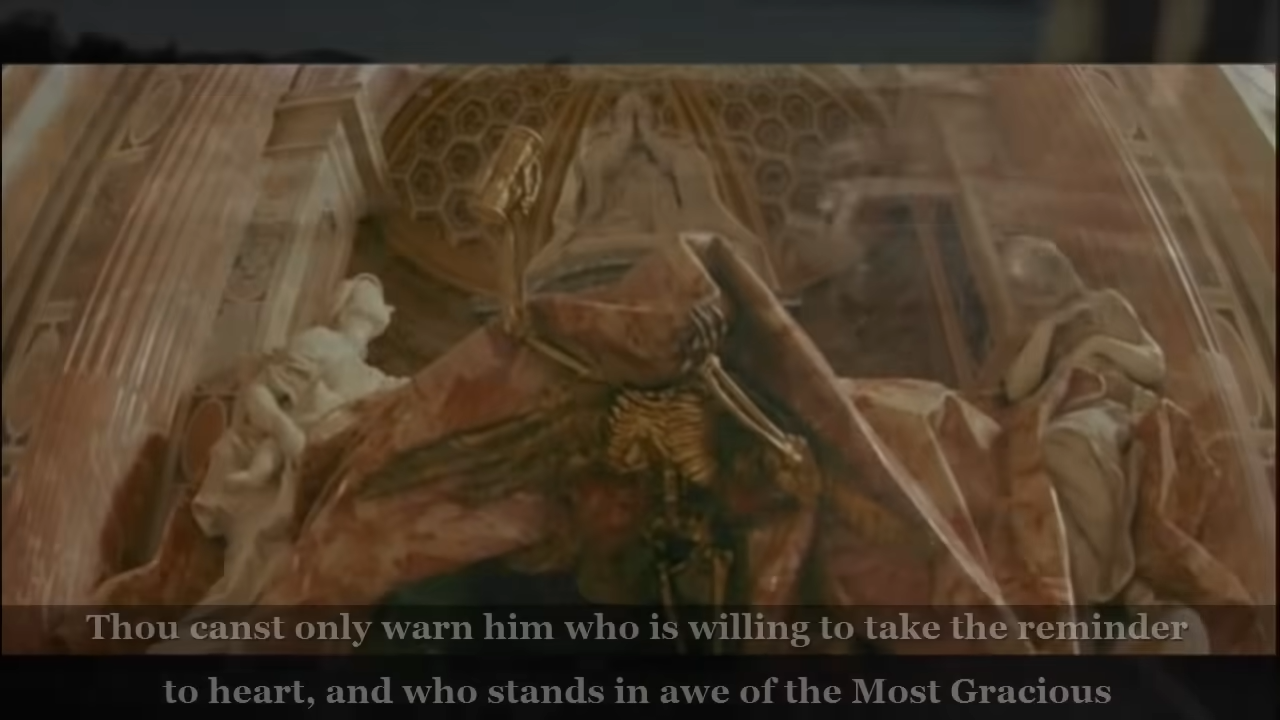 Thou canst only warn him who is willing to take the reminder
to heart, and who stands in awe of the Most Gracious